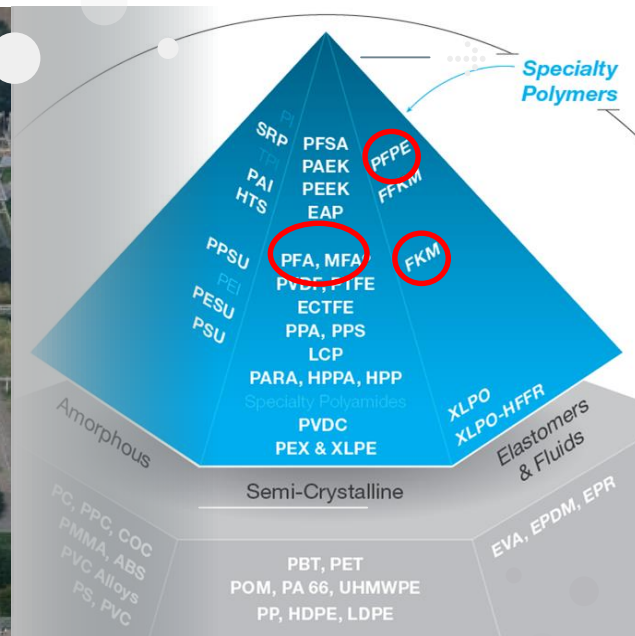 Specialty
Polymers
PI
SRP
TPI
PAI
HTS
PPSU
PEI
PESU
PSU
PFSA
PAEK
PEEK
EAP
PFA, MFA®
PVDF, PTFE
ECTFE
PPA, PPS
LCP
PARA, HPPA, HPP
Specialty Polyamides
PVDC
PEX & XLPE
PFPE
FFKM
FKM
XLPO
XLPO-HFFR
Amorphous
Semi-Crystalline
Elastomers
& Fluids
PC, PPC, COC
PMMA, ABS
PVC Alloys
PS, PVC
PBT, PET
POM, PA 66, UHMWPE
PP, HDPE, LDPE
EVA, EPDM, EPR